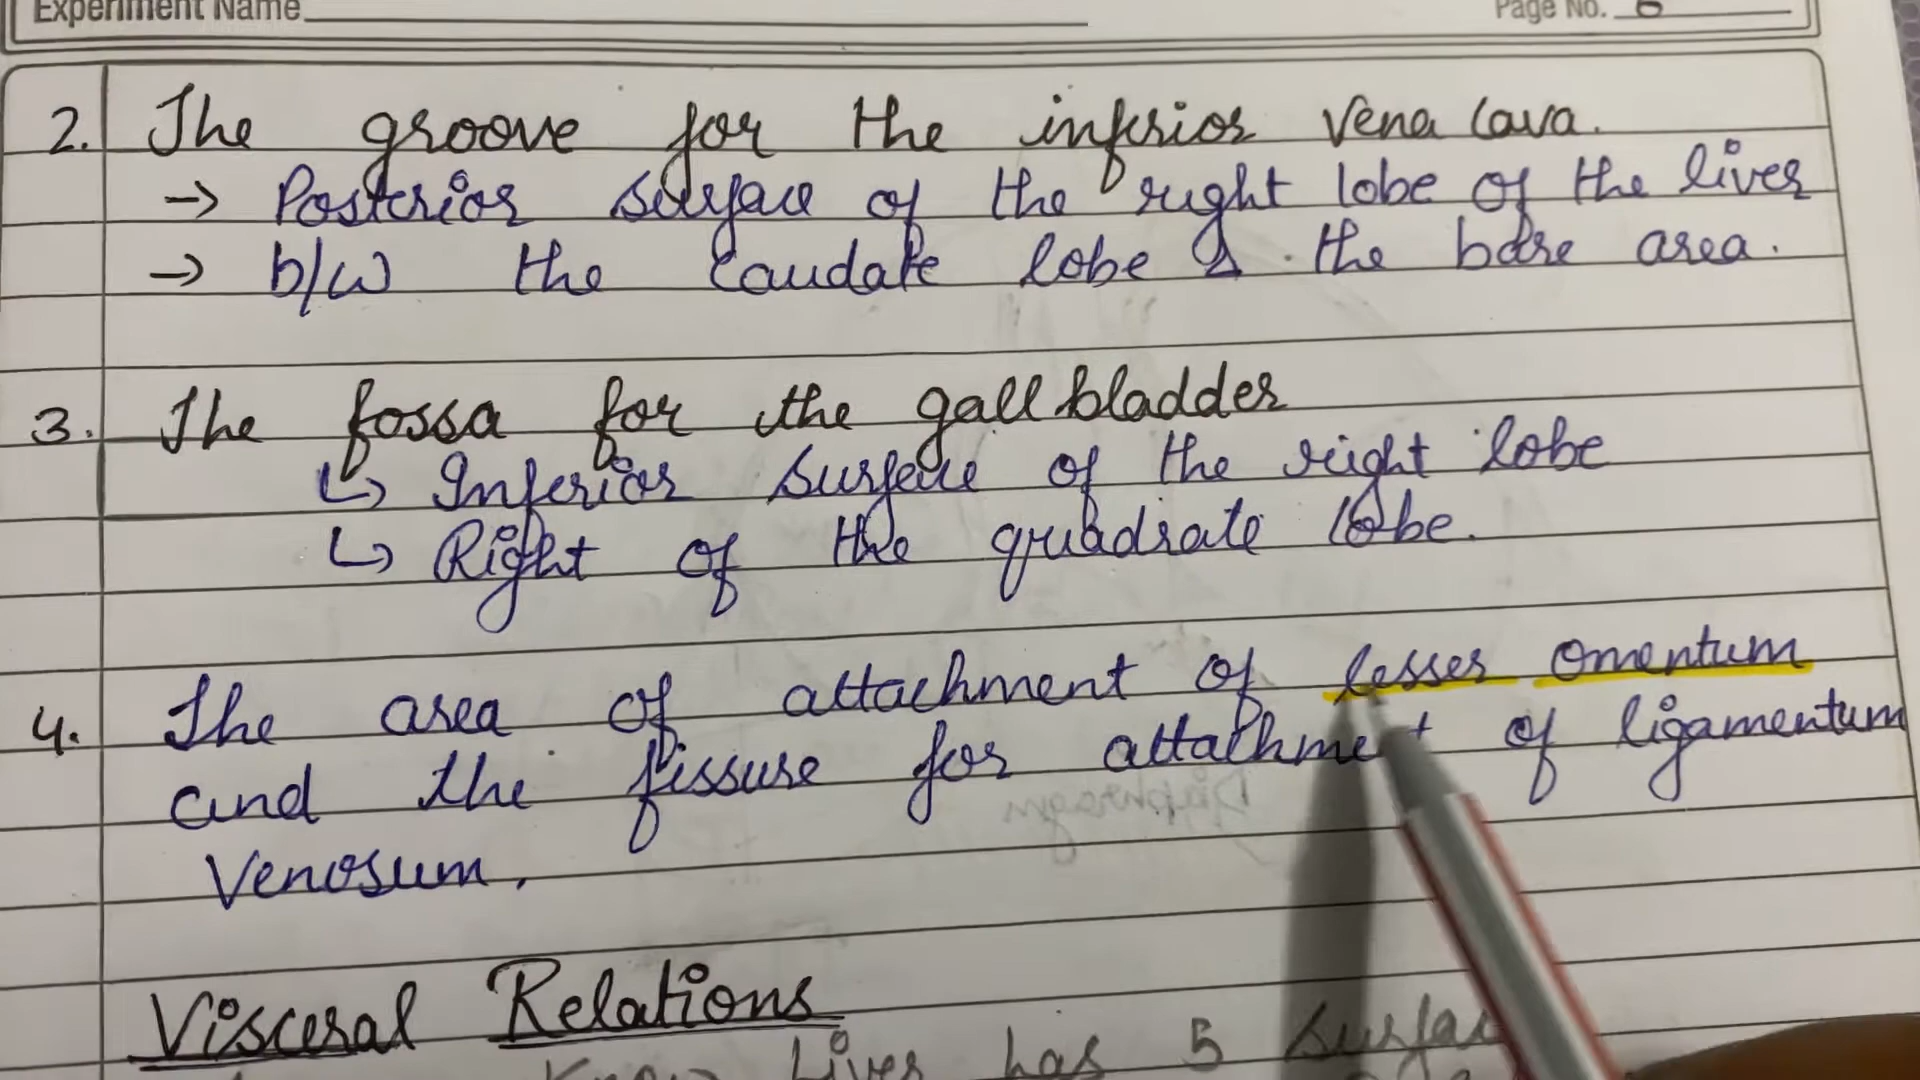 Experiment Name
Page No. 6
2. The groove for the inferior Vena Cava.
→ Posterior surface of the right lobe of the liver
→ b/w the Caudate lobe & the bare area.
3. The fossa for the gall bladder
↳ Inferior surface of the right lobe
↳ Right of the quadrate lobe.
4. The area of attachment of lesser omentum
and the fissure for attachment of ligamentum
Venosum.
Visceral Relations
Know Liver has 5 surfac